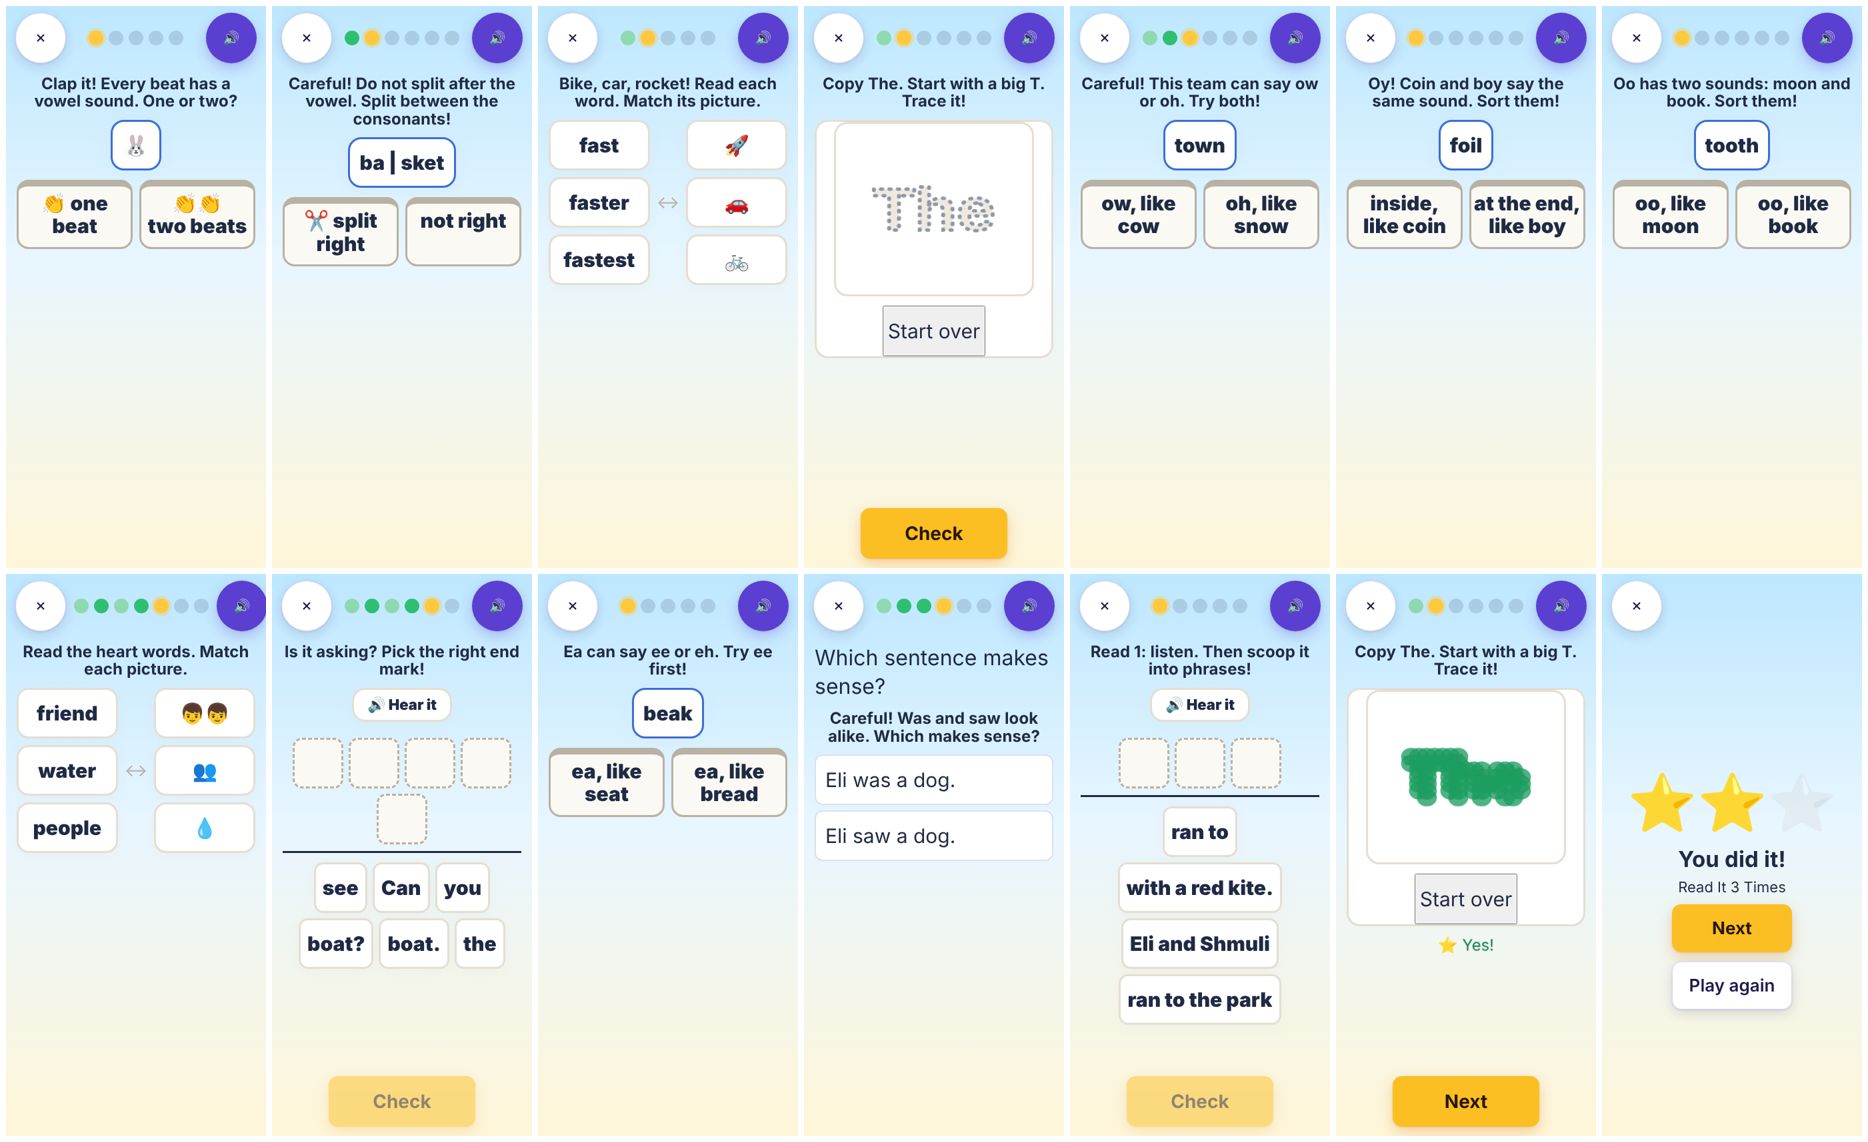 Clap it! Every beat has a
vowel sound. One or two?
👏 one
beat
👏👏
two beats
Careful! Do not split after the
vowel. Split between the
consonants!
ba | sket
✂️ split
right
not right
Bike, car, rocket! Read each
word. Match its picture.
fast
faster
fastest
Copy The. Start with a big T.
Trace it!
The
Start over
Check
Careful! This team can say ow
or oh. Try both!
town
ow, like
cow
oh, like
snow
Oy! Coin and boy say the
same sound. Sort them!
foil
inside,
like coin
at the end,
like boy
Oo has two sounds: moon and
book. Sort them!
tooth
oo, like
moon
oo, like
book
Read the heart words. Match
each picture.
friend
water
people
Is it asking? Pick the right end
mark!
Hear it
see Can you
boat? boat. the
Check
Ea can say ee or eh. Try ee
first!
beak
ea, like
seat
ea, like
bread
Which sentence makes
sense?
Careful! Was and saw look
alike. Which makes sense?
Eli was a dog.
Eli saw a dog.
Read 1: listen. Then scoop it
into phrases!
Hear it
ran to
with a red kite.
Eli and Shmuli
ran to the park
Check
Copy The. Start with a big T.
Trace it!
Start over
Yes!
Next
You did it!
Read It 3 Times
Next
Play again